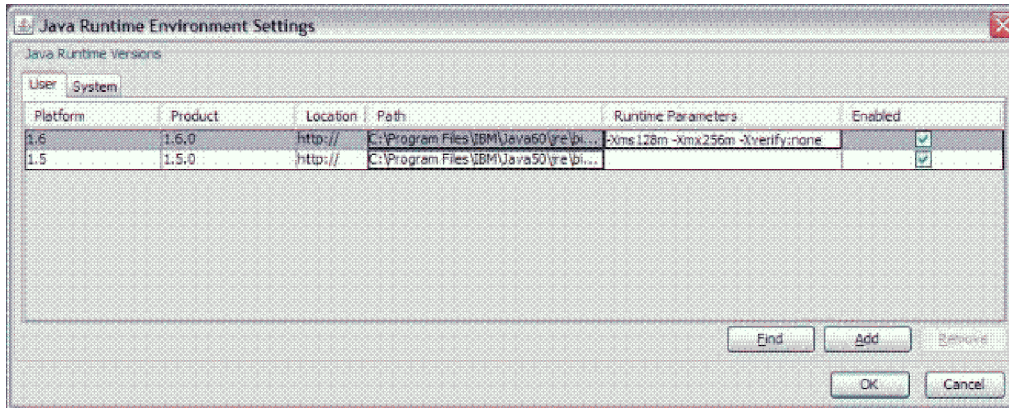 Java Runtime Environment Settings
Java Runtime Versions
User System
Platform Product Location Path Runtime Parameters Enabled
1.6 1.6.0 http:// C:\Program Files\IBM\Java60\jre\bi... -Xms128m -Xmx256m -Xverify:none
1.5 1.5.0 http:// C:\Program Files\IBM\Java50\jre\bi...
Find Add Remove
OK Cancel